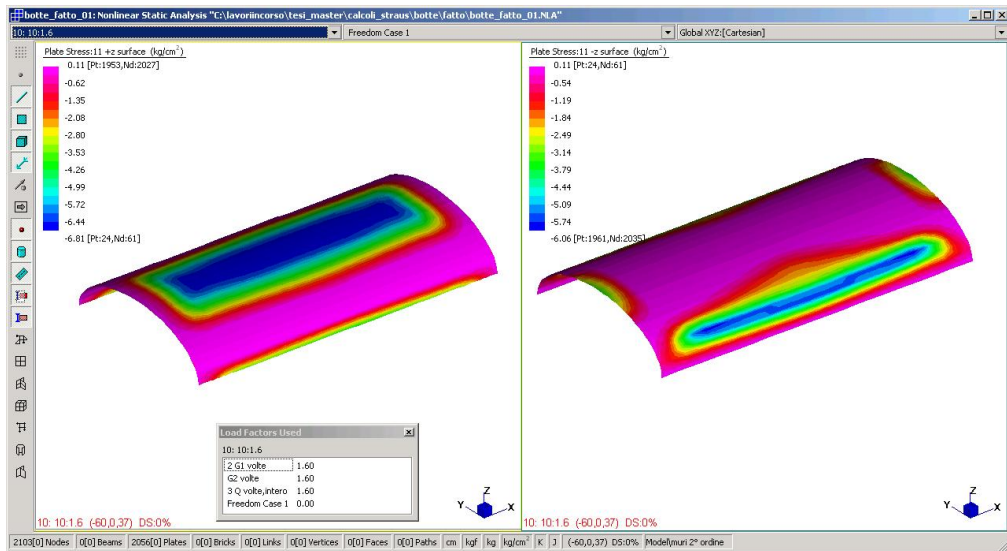 botte_fatto_01: Nonlinear Static Analysis "C:\lavoriincorso\tesi_master\calcoli_straus\botte\fatto\botte_fatto_01.NLA"
10: 10:1.6
Freedom Case 1
Global XYZ:[Cartesian]
Plate Stress:11 +z surface (kg/cm²)
0.11 [Pt:1953,Nd:2027]
-0.62
-1.35
-2.08
-2.80
-3.53
-4.26
-4.99
-5.72
-6.44
-6.81 [Pt:24,Nd:61]
Plate Stress:11 -z surface (kg/cm²)
0.11 [Pt:24,Nd:61]
-0.54
-1.19
-1.84
-2.49
-3.14
-3.79
-4.44
-5.09
-5.74
-6.06 [Pt:1961,Nd:2035]
Load Factors Used
10: 10:1.6
2 G1 volte 1.60
G2 volte 1.60
3 Q volte,intero 1.60
Freedom Case 1 0.00
Z
Y
X
Z
Y
X
10: 10:1.6 (-60,0,37) DS:0%
10: 10:1.6 (-60,0,37) DS:0%
2103[0] Nodes 0[0] Beams 2056[0] Plates 0[0] Bricks 0[0] Links 0[0] Vertices 0[0] Faces 0[0] Paths cm kgf kg kg/cm² K J (-60,0,37) DS:0% Model\muri 2° ordine